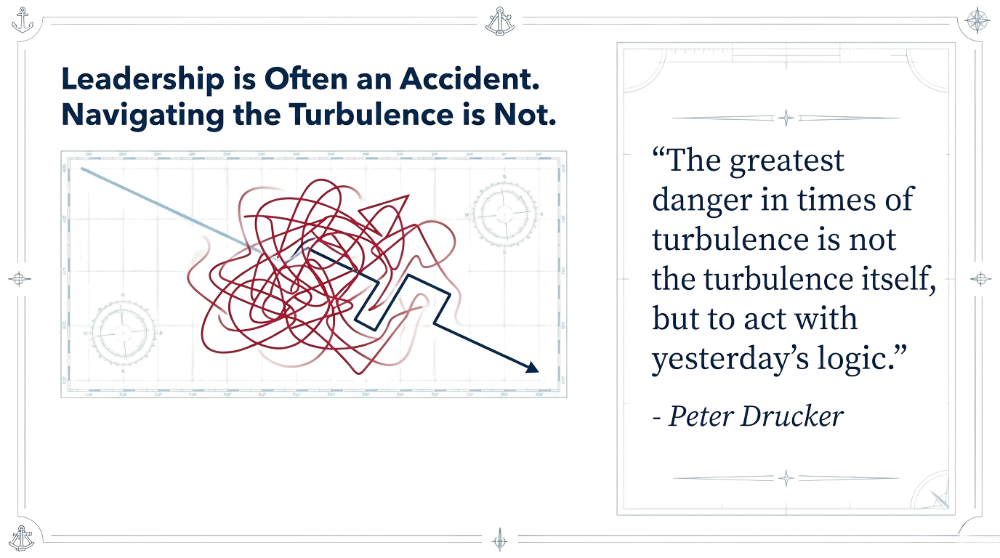 Leadership is Often an Accident.
Navigating the Turbulence is Not.
“The greatest
danger in times of
turbulence is not
the turbulence itself,
but to act with
yesterday’s logic.”
- Peter Drucker